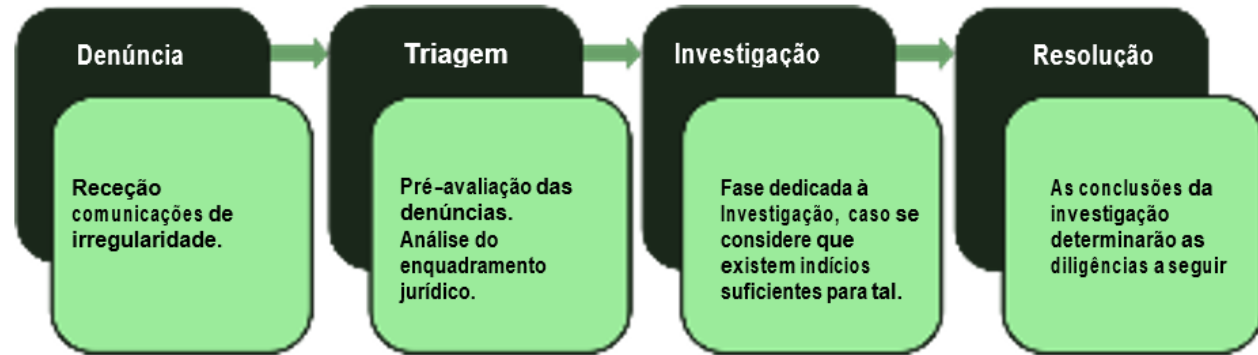 Denúncia
Receção
comunicações de
irregularidade.
Triagem
Pré-avaliação das
denúncias.
Análise do
enquadramento
jurídico.
Investigação
Fase dedicada à
Investigação, caso se
considere que
existem indícios
suficientes para tal.
Resolução
As conclusões da
investigação
determinarão as
diligências a seguir